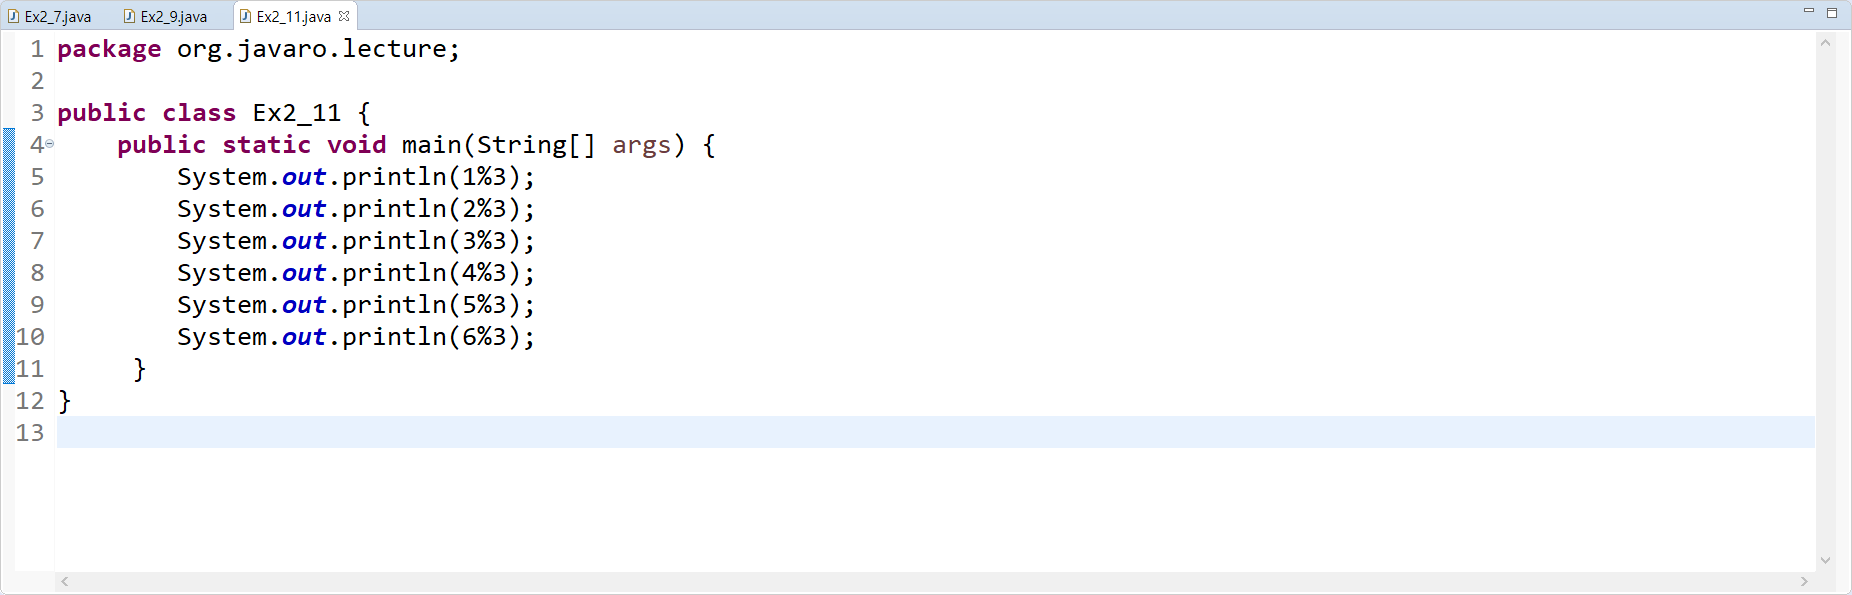 Ex2_7.java Ex2_9.java Ex2_11.java
1 package org.javaro.lecture;
2
3 public class Ex2_11 {
4 public static void main(String[] args) {
5 System.out.println(1%3);
6 System.out.println(2%3);
7 System.out.println(3%3);
8 System.out.println(4%3);
9 System.out.println(5%3);
10 System.out.println(6%3);
11 }
12 }
13